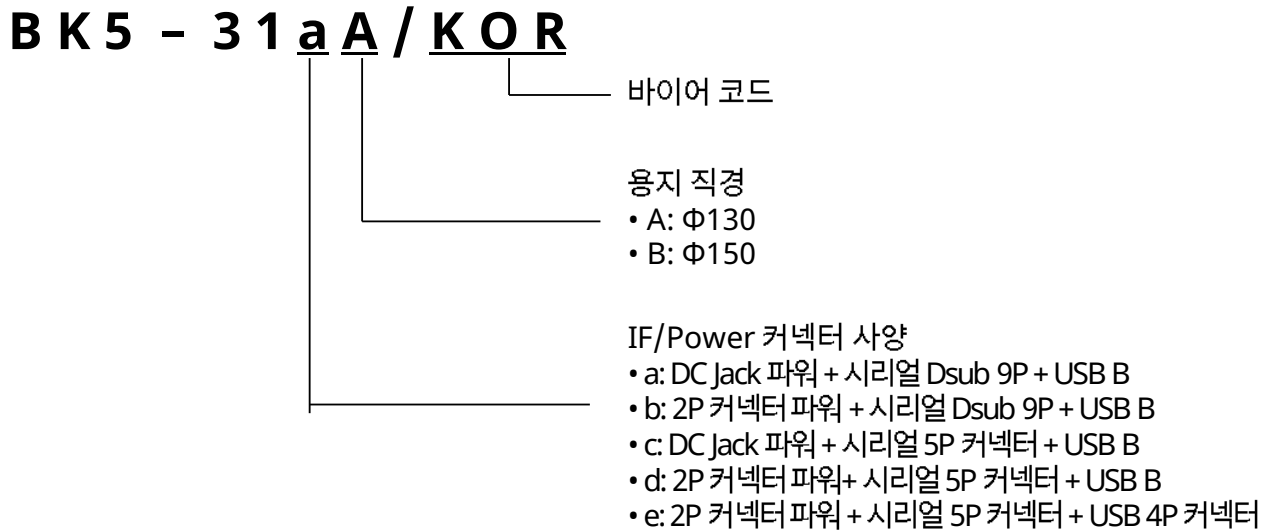 BK5 – 31aA/KOR
바이어 코드
용지 직경
• A: Φ130
• B: Φ150
IF/Power 커넥터 사양
• a: DC Jack 파워 + 시리얼 Dsub 9P + USB B
• b: 2P 커넥터 파워 + 시리얼 Dsub 9P + USB B
• c: DC Jack 파워 + 시리얼 5P 커넥터 + USB B
• d: 2P 커넥터 파워+ 시리얼 5P 커넥터 + USB B
• e: 2P 커넥터 파워 + 시리얼 5P 커넥터 + USB 4P 커넥터